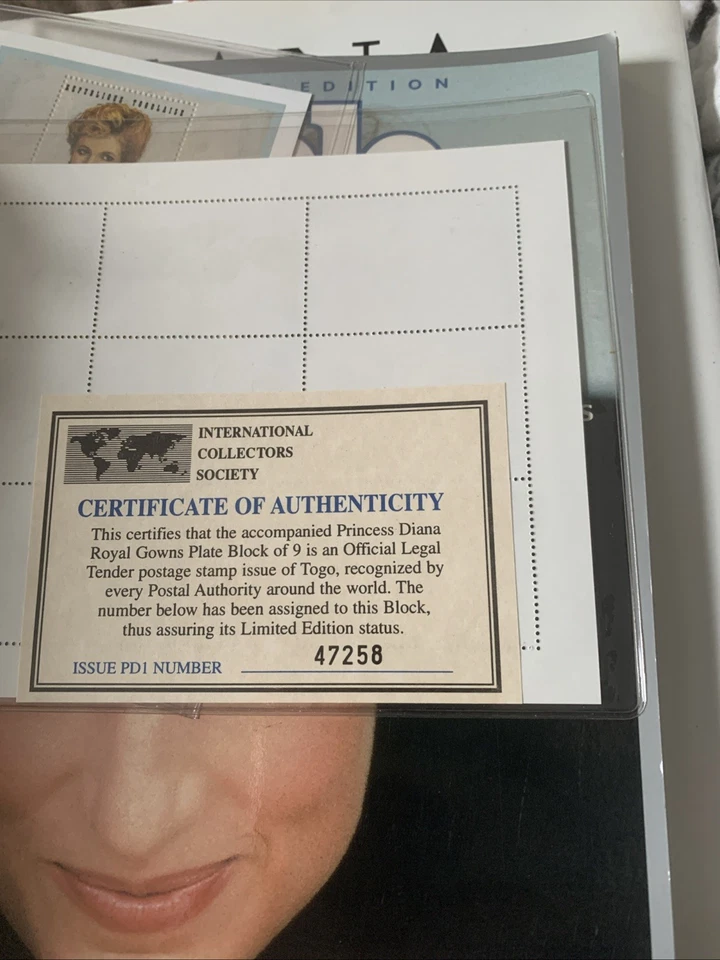 EDITION
REPUBLIQUE TOGOLAISE
INTERNATIONAL
COLLECTORS
SOCIETY
CERTIFICATE OF AUTHENTICITY
This certifies that the accompanied Princess Diana
Royal Gowns Plate Block of 9 is an Official Legal
Tender postage stamp issue of Togo, recognized by
every Postal Authority around the world. The
number below has been assigned to this Block,
thus assuring its Limited Edition status.
ISSUE PD1 NUMBER 47258